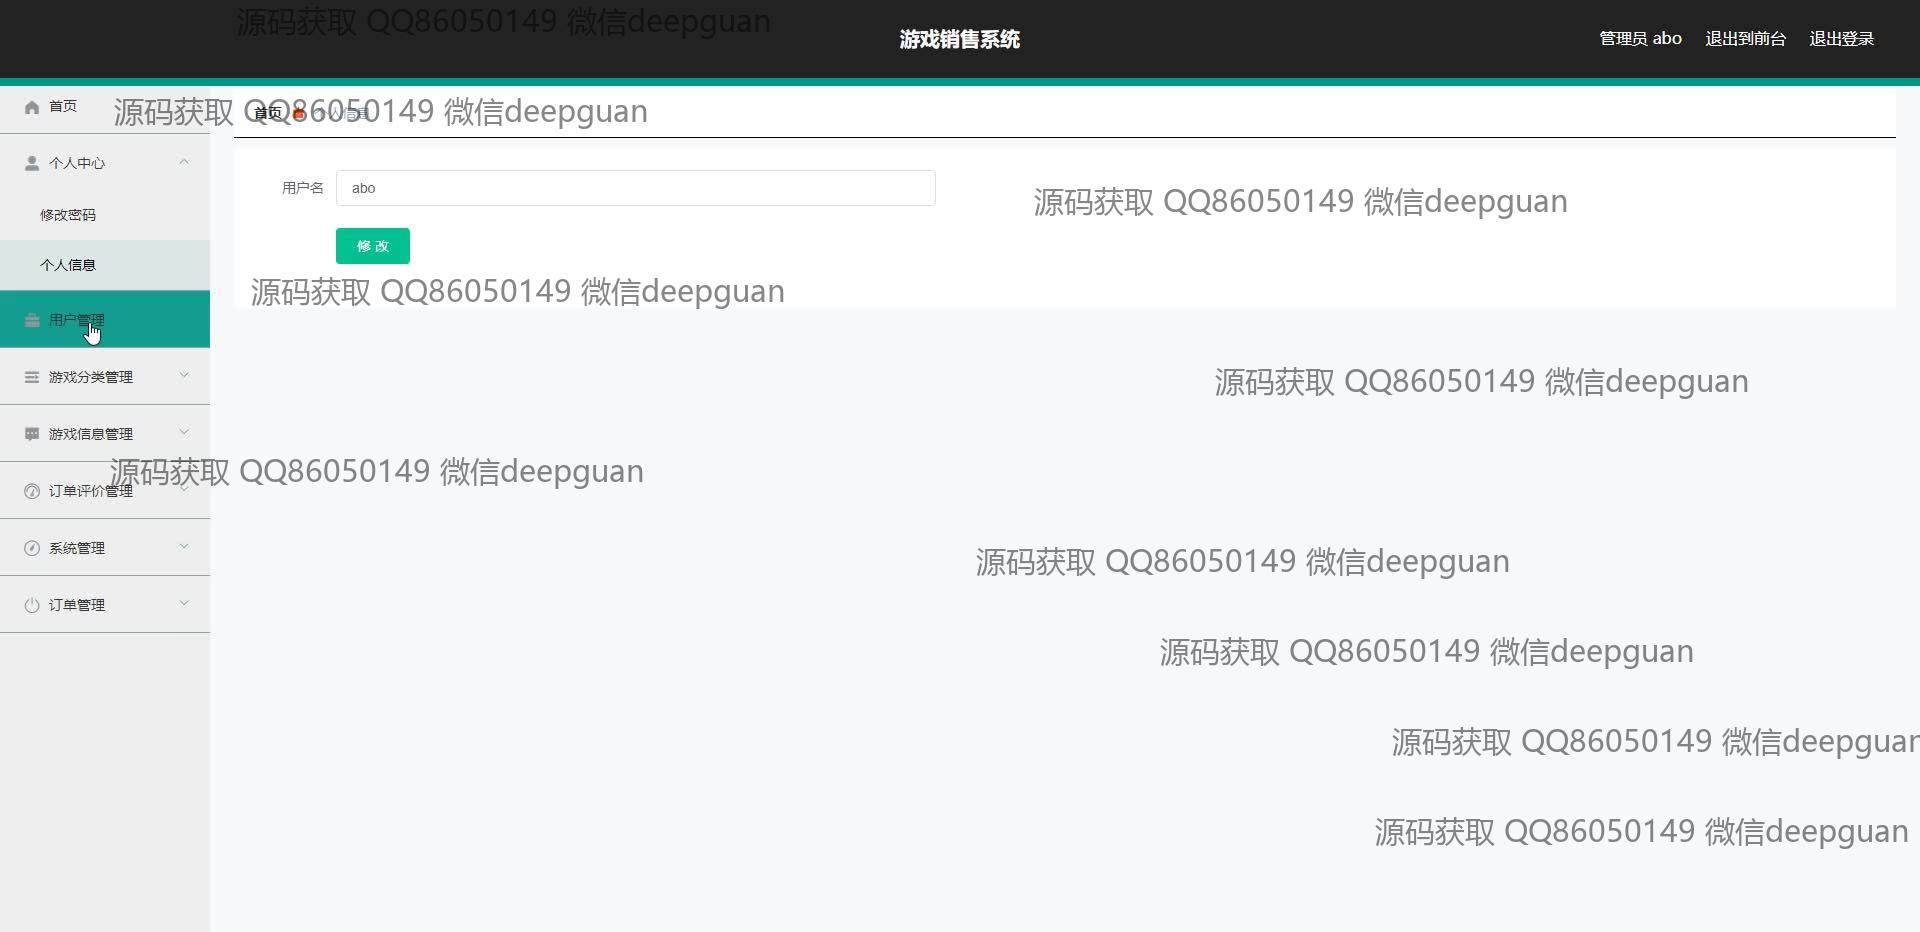 源码获取 QQ86050149 微信deepguan
游戏销售系统
管理员 abo 退出到前台 退出登录
首页
源码获取 QQ86050149 微信deepguan
首页 个人信息
个人中心
用户名 abo
源码获取 QQ86050149 微信deepguan
修改密码
修 改
个人信息
源码获取 QQ86050149 微信deepguan
用户管理
游戏分类管理
源码获取 QQ86050149 微信deepguan
游戏信息管理
源码获取 QQ86050149 微信deepguan
订单评价管理
系统管理
源码获取 QQ86050149 微信deepguan
订单管理
源码获取 QQ86050149 微信deepguan
源码获取 QQ86050149 微信deepguan
源码获取 QQ86050149 微信deepguan